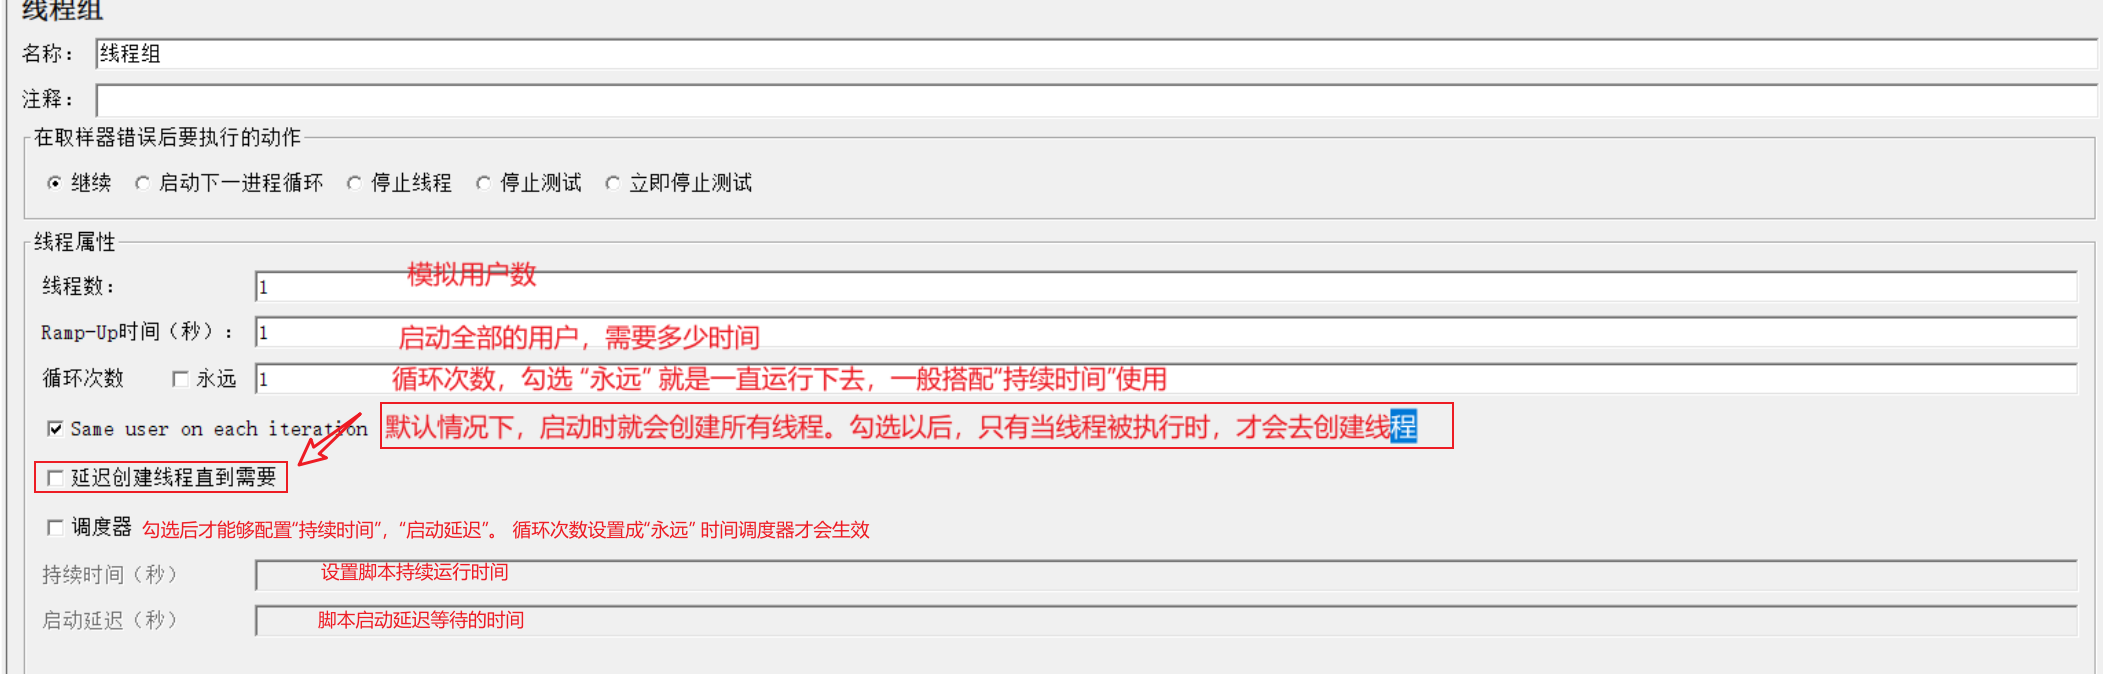 线程组
名称： 线程组
注释：
在取样器错误后要执行的动作
继续 启动下一进程循环 停止线程 停止测试 立即停止测试
线程属性
线程数： 1 模拟用户数
Ramp-Up时间（秒）： 1 启动全部的用户，需要多少时间
循环次数 永远 1 循环次数，勾选 “永远” 就是一直运行下去，一般搭配“持续时间”使用
Same user on each iteration 默认情况下，启动时就会创建所有线程。勾选以后，只有当线程被执行时，才会去创建线程
延迟创建线程直到需要
调度器 勾选后才能够配置“持续时间”，“启动延迟”。 循环次数设置成“永远” 时间调度器才会生效
持续时间（秒） 设置脚本持续运行时间
启动延迟（秒） 脚本启动延迟等待的时间